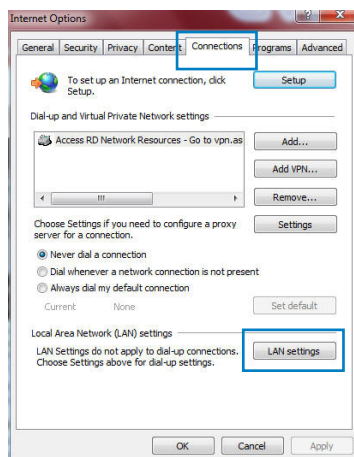 Internet Options
General Security Privacy Content Connections Programs Advanced
To set up an Internet connection, click
Setup.
Setup
Dial-up and Virtual Private Network settings
Access RD Network Resources - Go to vpn.as
Add...
Add VPN...
Remove...
Choose Settings if you need to configure a proxy
server for a connection.
Settings
Never dial a connection
Dial whenever a network connection is not present
Always dial my default connection
Current None
Set default
Local Area Network (LAN) settings
LAN Settings do not apply to dial-up connections.
Choose Settings above for dial-up settings.
LAN settings
OK Cancel Apply